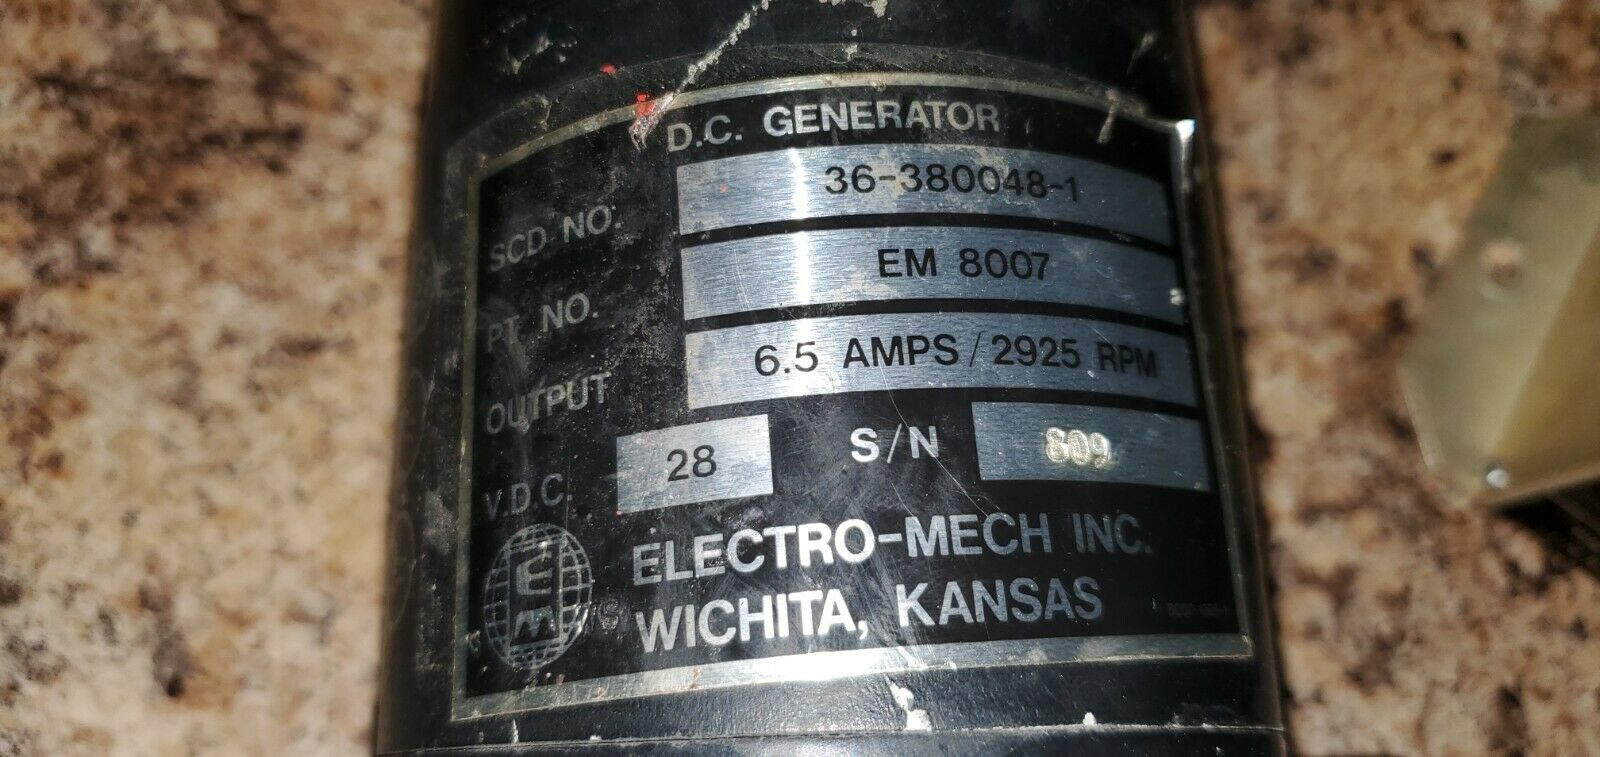 D.C. GENERATOR
SCD NO. 36-380048-1
PT. NO. EM 8007
OUTPUT 6.5 AMPS / 2925 RPM
V.D.C. 28 S/N 809
EM
ELECTRO-MECH INC.
WICHITA, KANSAS